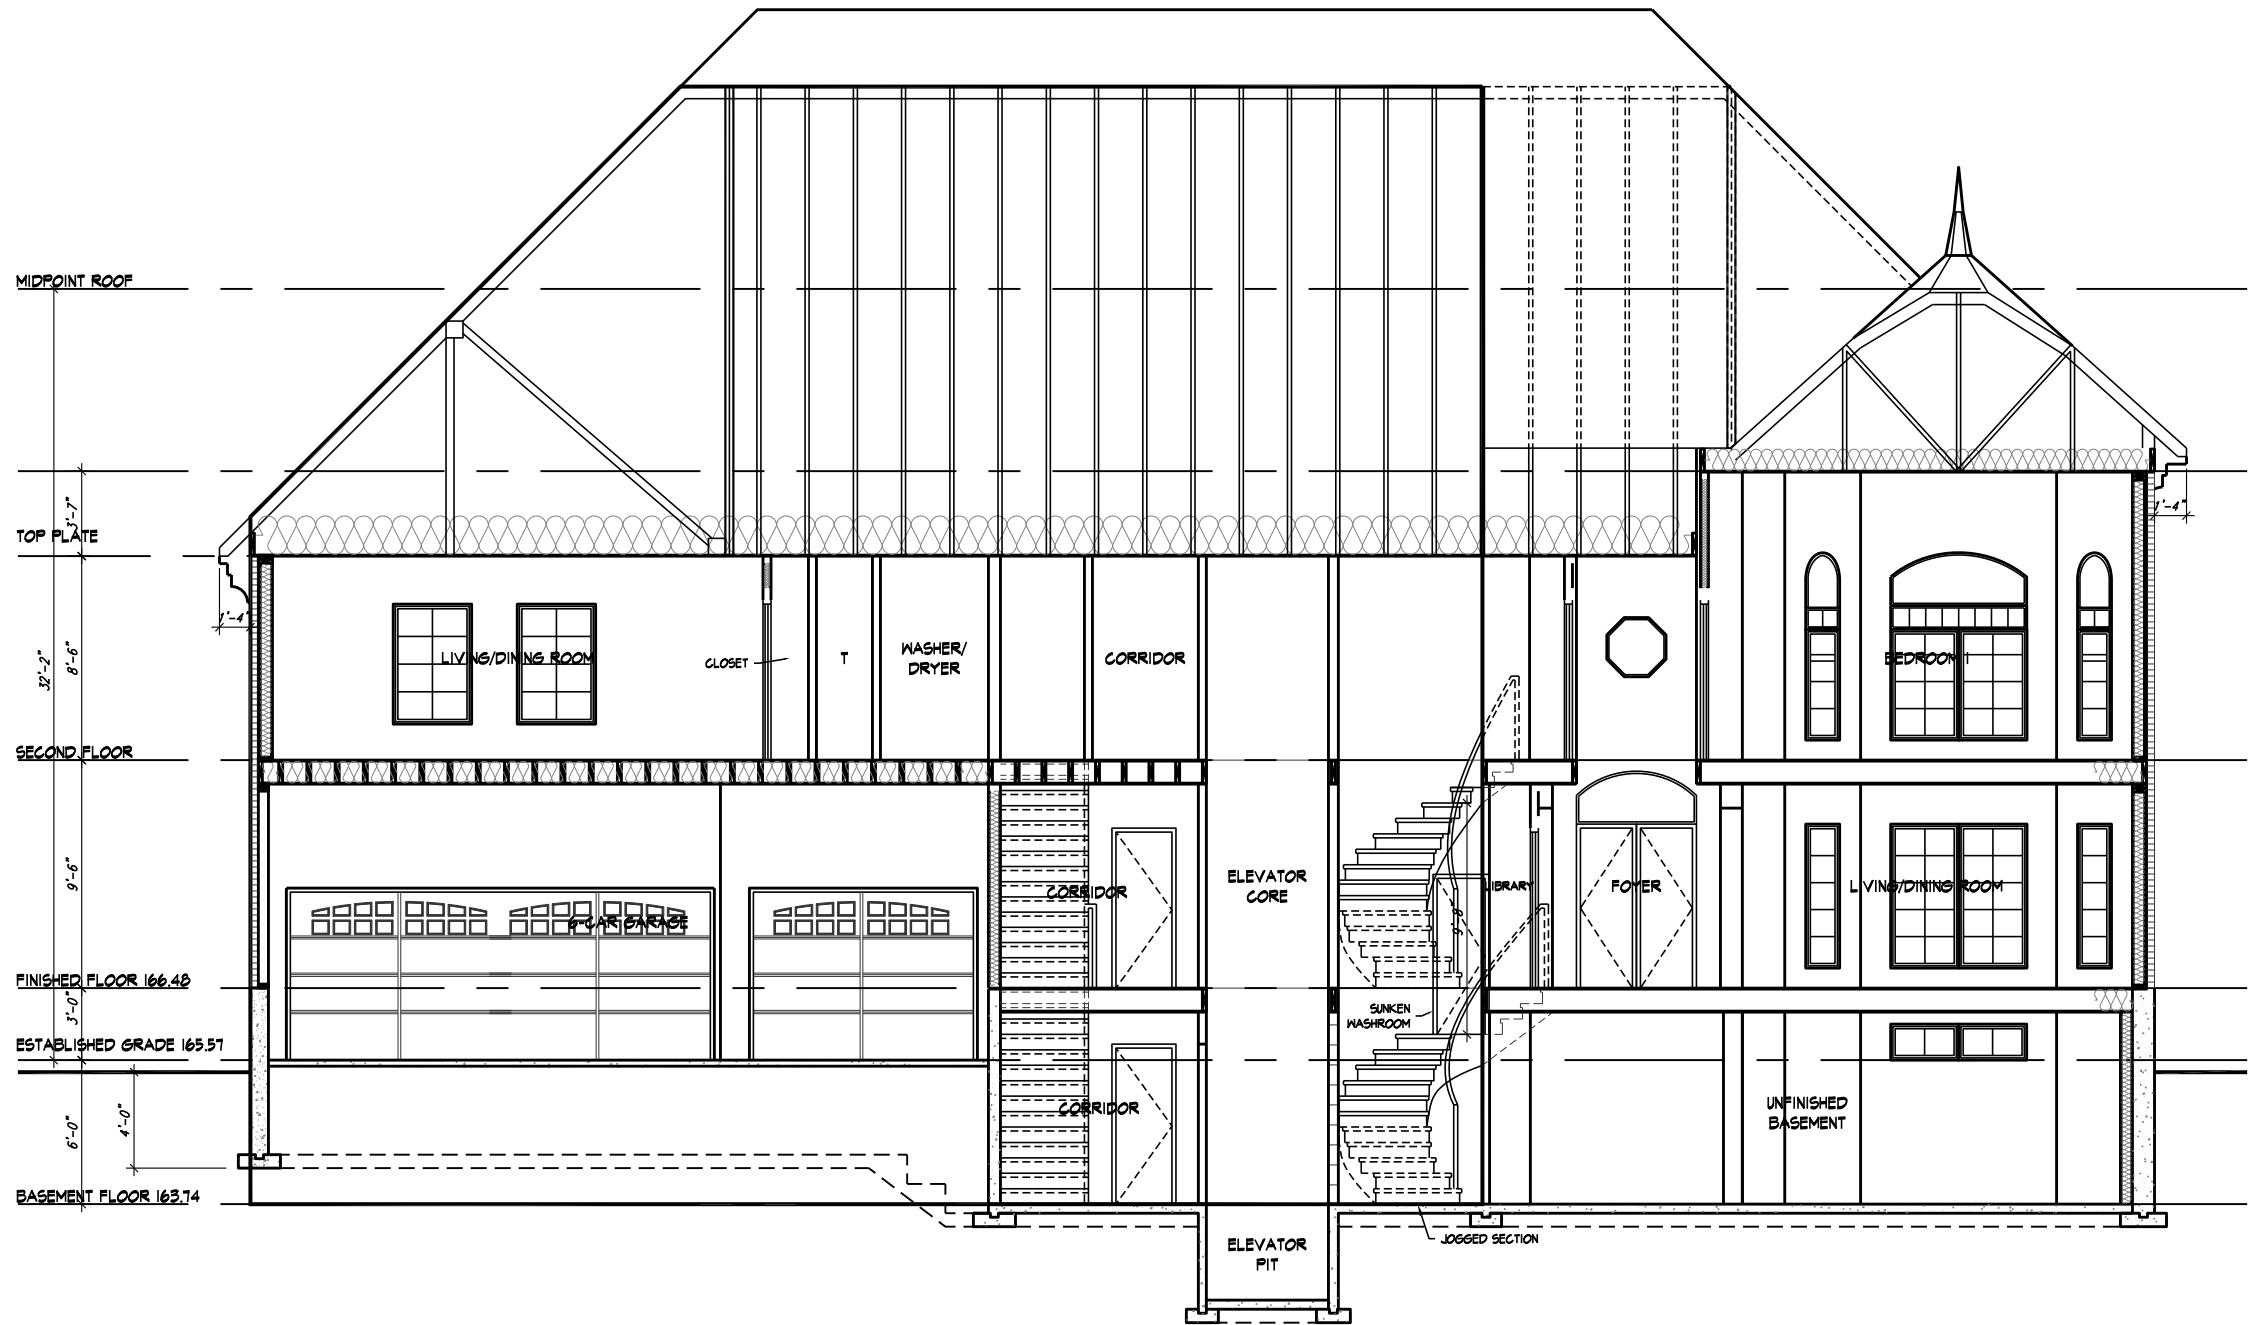 MIDPOINT ROOF
3'-7"
TOP PLATE
1'-4"
1'-4"
32'-2"
8'-6"
LIVING/DINING ROOM
CLOSET
T
WASHER/
DRYER
CORRIDOR
BEDROOM 1
SECOND FLOOR
9'-6"
6-CAR GARAGE
CORRIDOR
ELEVATOR
CORE
LIBRARY
9'-8"
FOYER
LIVING/DINING ROOM
FINISHED FLOOR 166.48
3'-0"
SUNKEN
WASHROOM
ESTABLISHED GRADE 165.57
4'-0"
6'-0"
CORRIDOR
UNFINISHED
BASEMENT
BASEMENT FLOOR 163.74
JOGGED SECTION
ELEVATOR
PIT